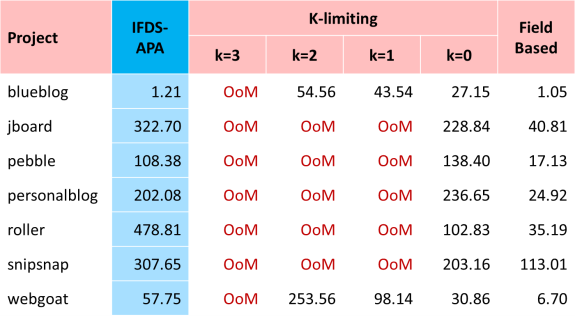 Project IFDS-APA K-limiting Field Based
k=3 k=2 k=1 k=0
blueblog 1.21 OoM 54.56 43.54 27.15 1.05
jboard 322.70 OoM OoM OoM 228.84 40.81
pebble 108.38 OoM OoM OoM 138.40 17.13
personalblog 202.08 OoM OoM OoM 236.65 24.92
roller 478.81 OoM OoM OoM 102.83 35.19
snipsnap 307.65 OoM OoM OoM 203.16 113.01
webgoat 57.75 OoM 253.56 98.14 30.86 6.70